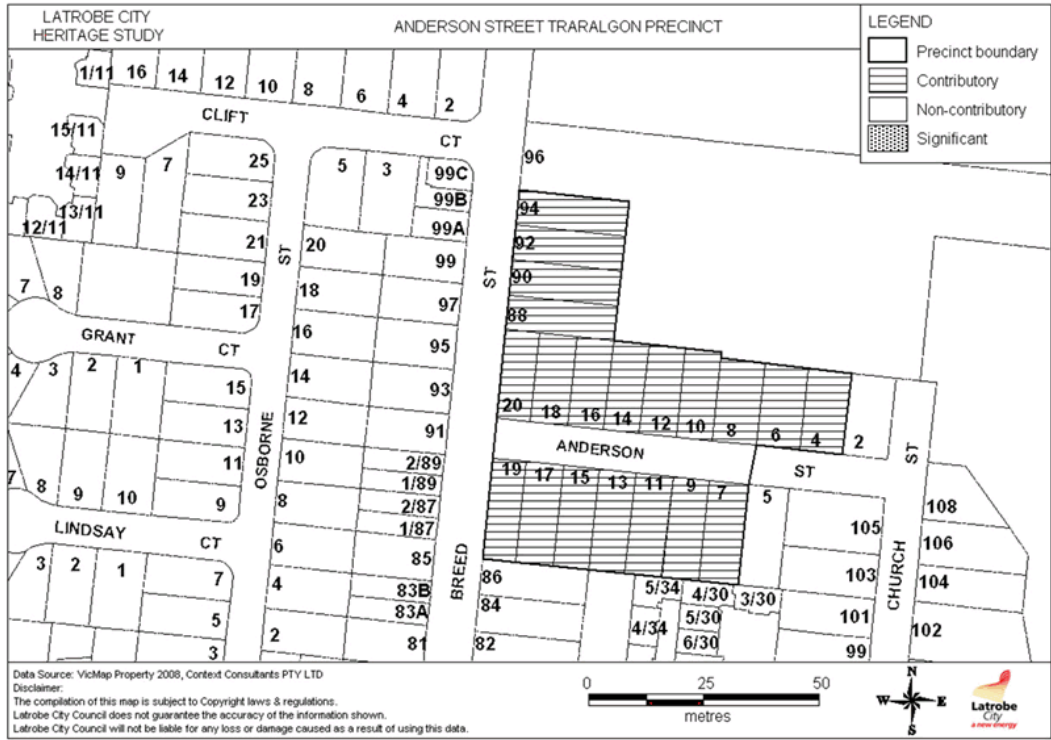 LATROBE CITY
HERITAGE STUDY
ANDERSON STREET TRARALGON PRECINCT
LEGEND
Precinct boundary
Contributory
Non-contributory
Significant
1/11 16 14 12 10 8 6 4 2
CLIFT CT
15/11
14/11
13/11
12/11
9 7 25
23
21
19
17
5 3 99C
99B
99A
96
94
92
90
88
20 99
18 97
16 95
14 93
12 91
10 2/89
1/89
8 2/87
1/87
6 85
4 83B
83A
2 81
ST
ST
7 8
GRANT CT
4 3 2 1 15
13
11
9
7 8 9 10
OSBORNE
LINDSAY CT
3 2 1 7
5
3
BREED
20 18 16 14 12 10 8 6 4 2
ANDERSON ST
19 17 15 13 11 9 7 5
ST
CHURCH
105
103
101
99
108
106
104
102
86
84
82
5/34 4/30 3/30
4/34 5/30
6/30
Data Source: VicMap Property 2008, Context Consultants PTY LTD
Disclaimer:
The compilation of this map is subject to Copyright laws & regulations.
Latrobe City Council does not guarantee the accuracy of the information shown.
Latrobe City Council will not be liable for any loss or damage caused as a result of using this data.
0 25 50
metres
N
W E
S
Latrobe
City
a new energy